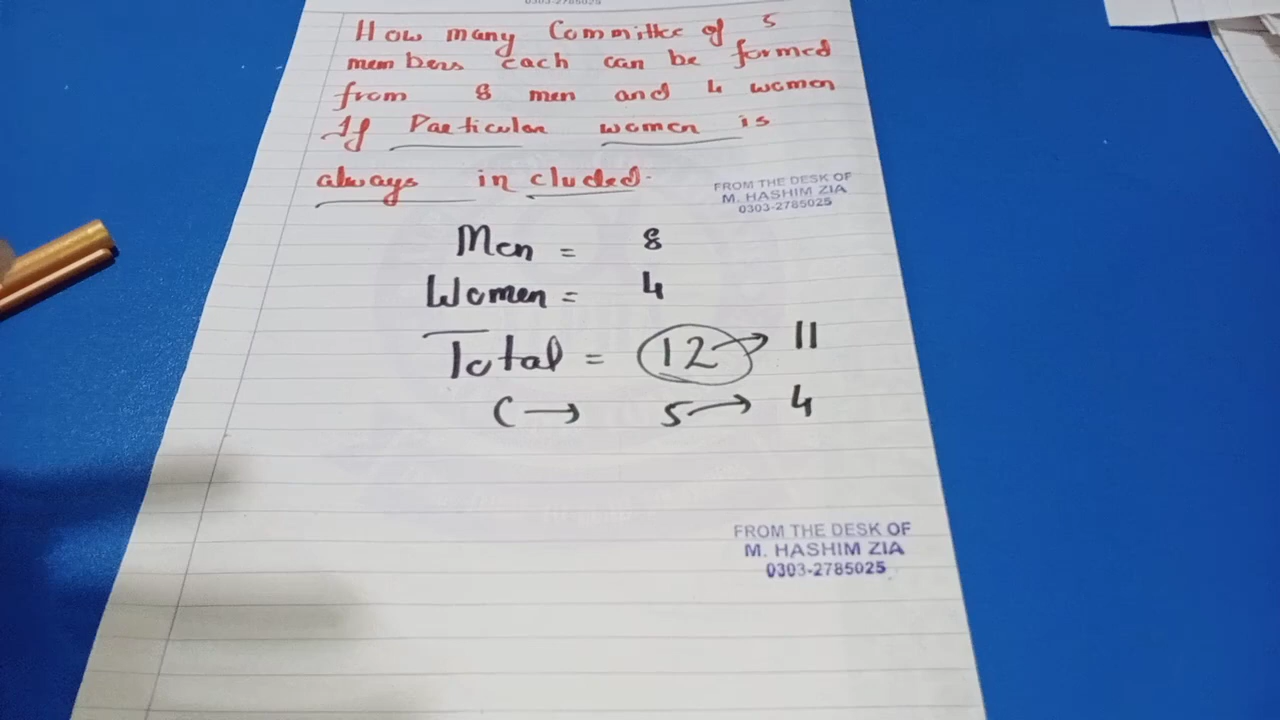 How many Committee of 5
members each can be formed
from 8 men and 4 women
If Particular women is
always included.
FROM THE DESK OF
M. HASHIM ZIA
0303-2785025
Men = 8
Women = 4
Total = 12 → 11
C → 5 → 4
FROM THE DESK OF
M. HASHIM ZIA
0303-2785025